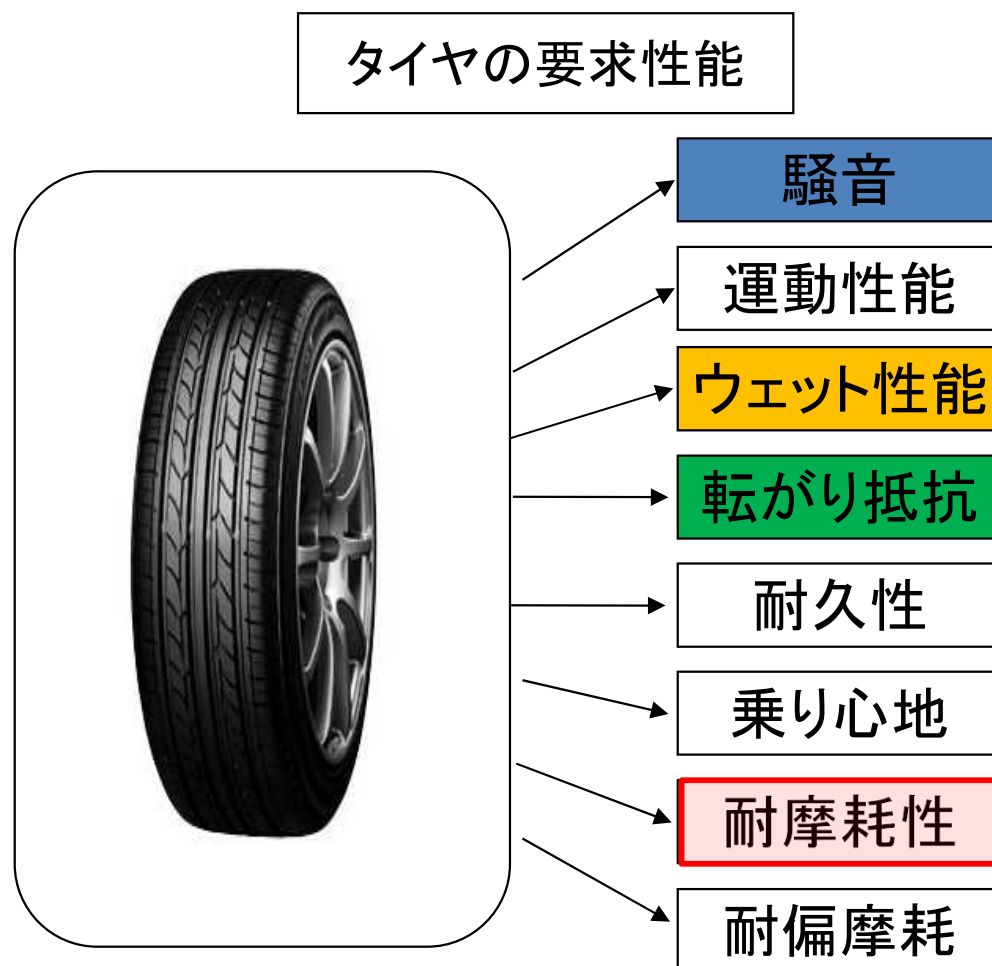 タイヤの要求性能
騒音
運動性能
ウェット性能
転がり抵抗
耐久性
乗り心地
耐摩耗性
耐偏摩耗